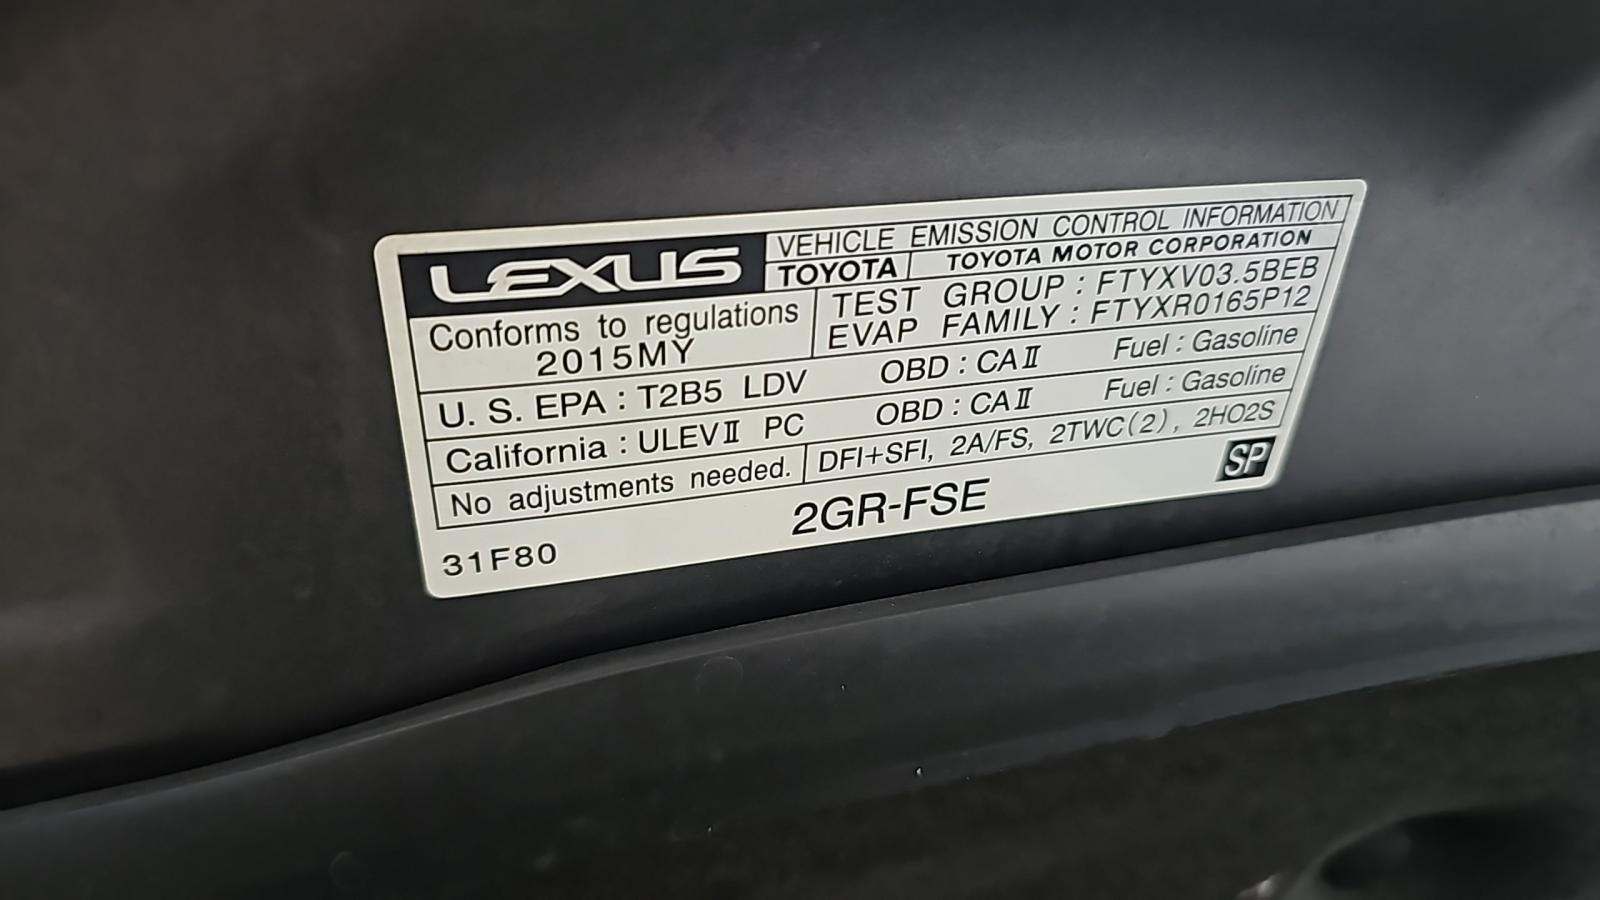 LEXUS
VEHICLE EMISSION CONTROL INFORMATION
TOYOTA TOYOTA MOTOR CORPORATION
Conforms to regulations
2015MY
TEST GROUP : FTYXV03.5BEB
EVAP FAMILY : FTYXR0165P12
U. S. EPA : T2B5 LDV OBD : CAⅡ Fuel : Gasoline
California : ULEVⅡ PC OBD : CAⅡ Fuel : Gasoline
No adjustments needed. DFI+SFI, 2A/FS, 2TWC(2), 2HO2S
31F80 2GR-FSE SP